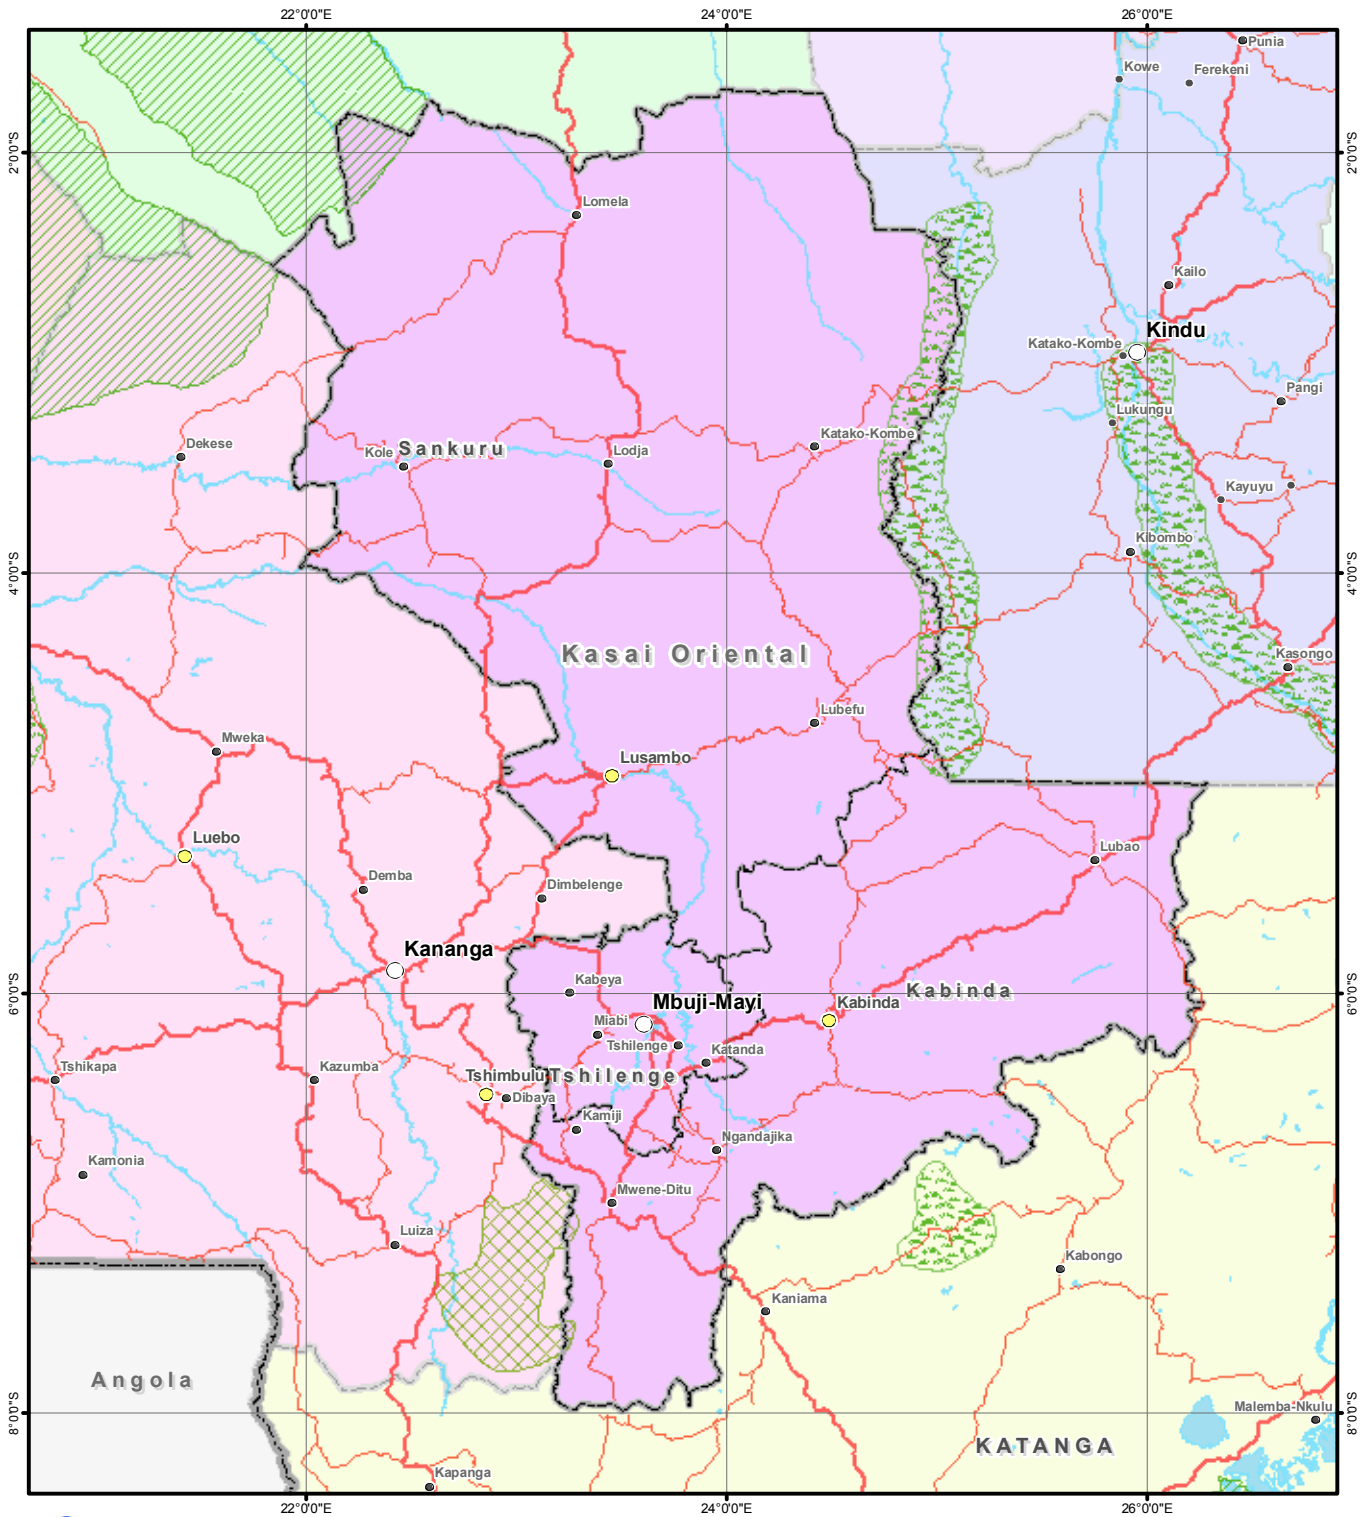 22°0'0"E 24°0'0"E 26°0'0"E
Punia
Kowe
Ferekeni
2°0'0"S 2°0'0"S
Lomela
Kailo
Kindu
Katako-Kombe
Pangi
Lukungu
Dekese
Kole
Sankuru
Lodja
Katako-Kombe
Kayuyu
Kibombo
4°0'0"S 4°0'0"S
Kasai Oriental
Kasongo
Lubefu
Mweka
Lusambo
Luebo
Lubao
Demba
Dimbelenge
Kananga
Kabeya
6°0'0"S 6°0'0"S
Mbuji-Mayi
Kabinda
Kabinda
Miabi
Tshilenge
Katanda
Tshikapa
Kazumba
Tshimbulu
Tshilenge
Dibaya
Kamiji
Ngandajika
Kamonia
Mwene-Ditu
Luiza
Kabongo
Kaniama
Angola
Malemba-Nkulu
8°0'0"S 8°0'0"S
KATANGA
Kapanga
22°0'0"E 24°0'0"E 26°0'0"E